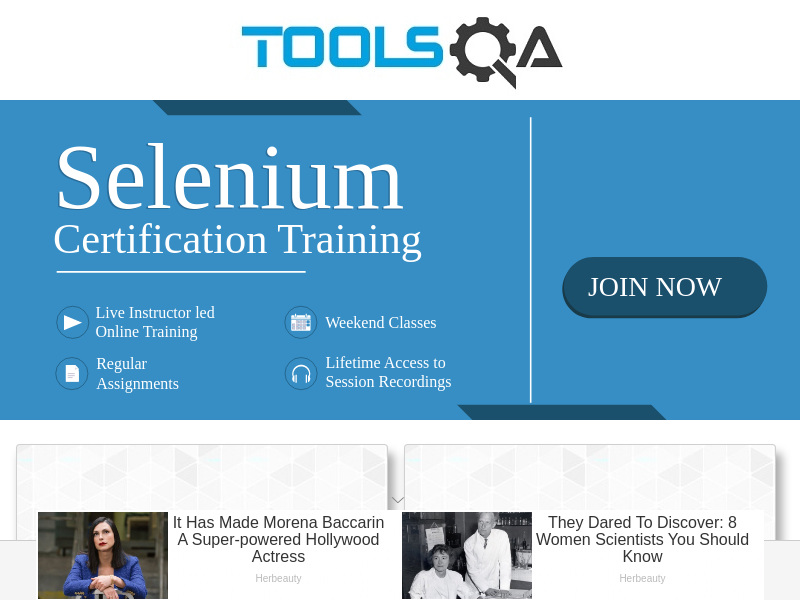 TOOLSQA
Selenium
Certification Training
JOIN NOW
Live Instructor led
Online Training
Weekend Classes
Regular
Assignments
Lifetime Access to
Session Recordings
It Has Made Morena Baccarin
A Super-powered Hollywood
Actress
Herbeauty
They Dared To Discover: 8
Women Scientists You Should
Know
Herbeauty